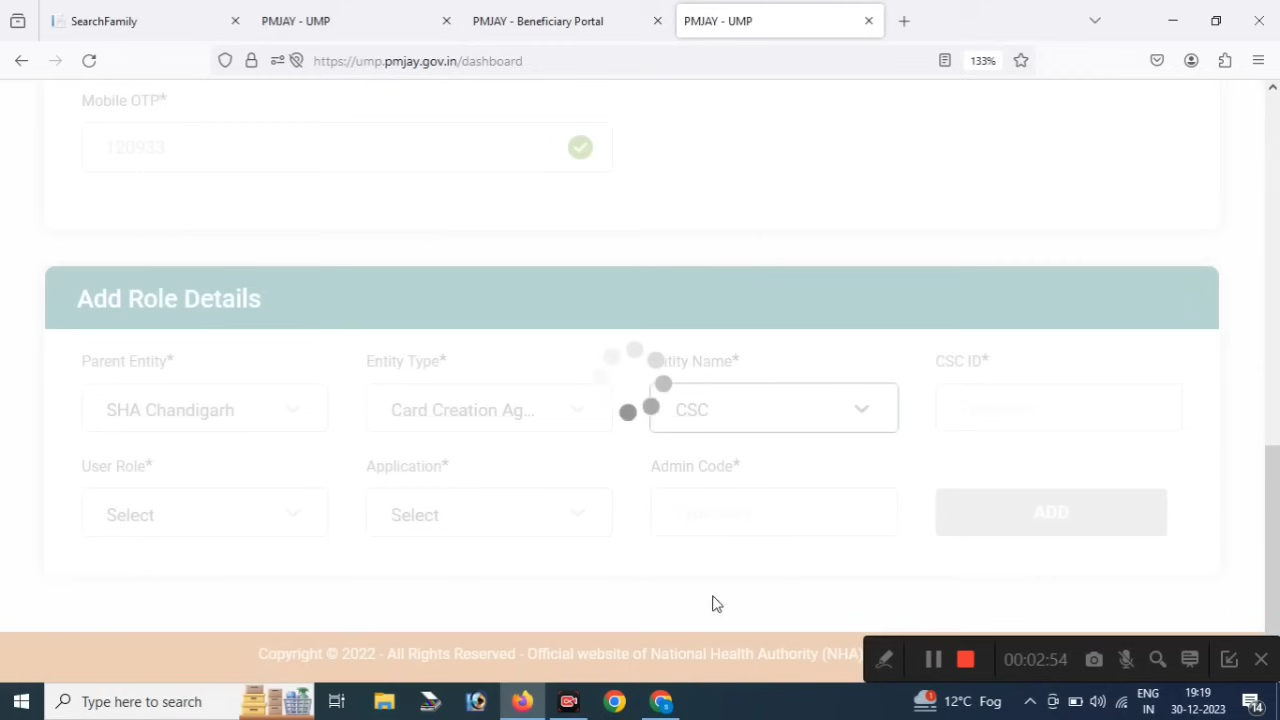 SearchFamily
PMJAY - UMP
PMJAY - Beneficiary Portal
PMJAY - UMP
https://ump.pmjay.gov.in/dashboard
133%
Mobile OTP*
120933
Add Role Details
Parent Entity*
Entity Type*
tity Name*
CSC ID*
SHA Chandigarh
Card Creation Ag...
CSC
User Role*
Application*
Admin Code*
Select
Select
ADD
Copyright © 2022 - All Rights Reserved - Official website of National Health Authority (NHA)
00:02:54
Type here to search
1
12°C Fog
ENG
IN
19:19
30-12-2023
14